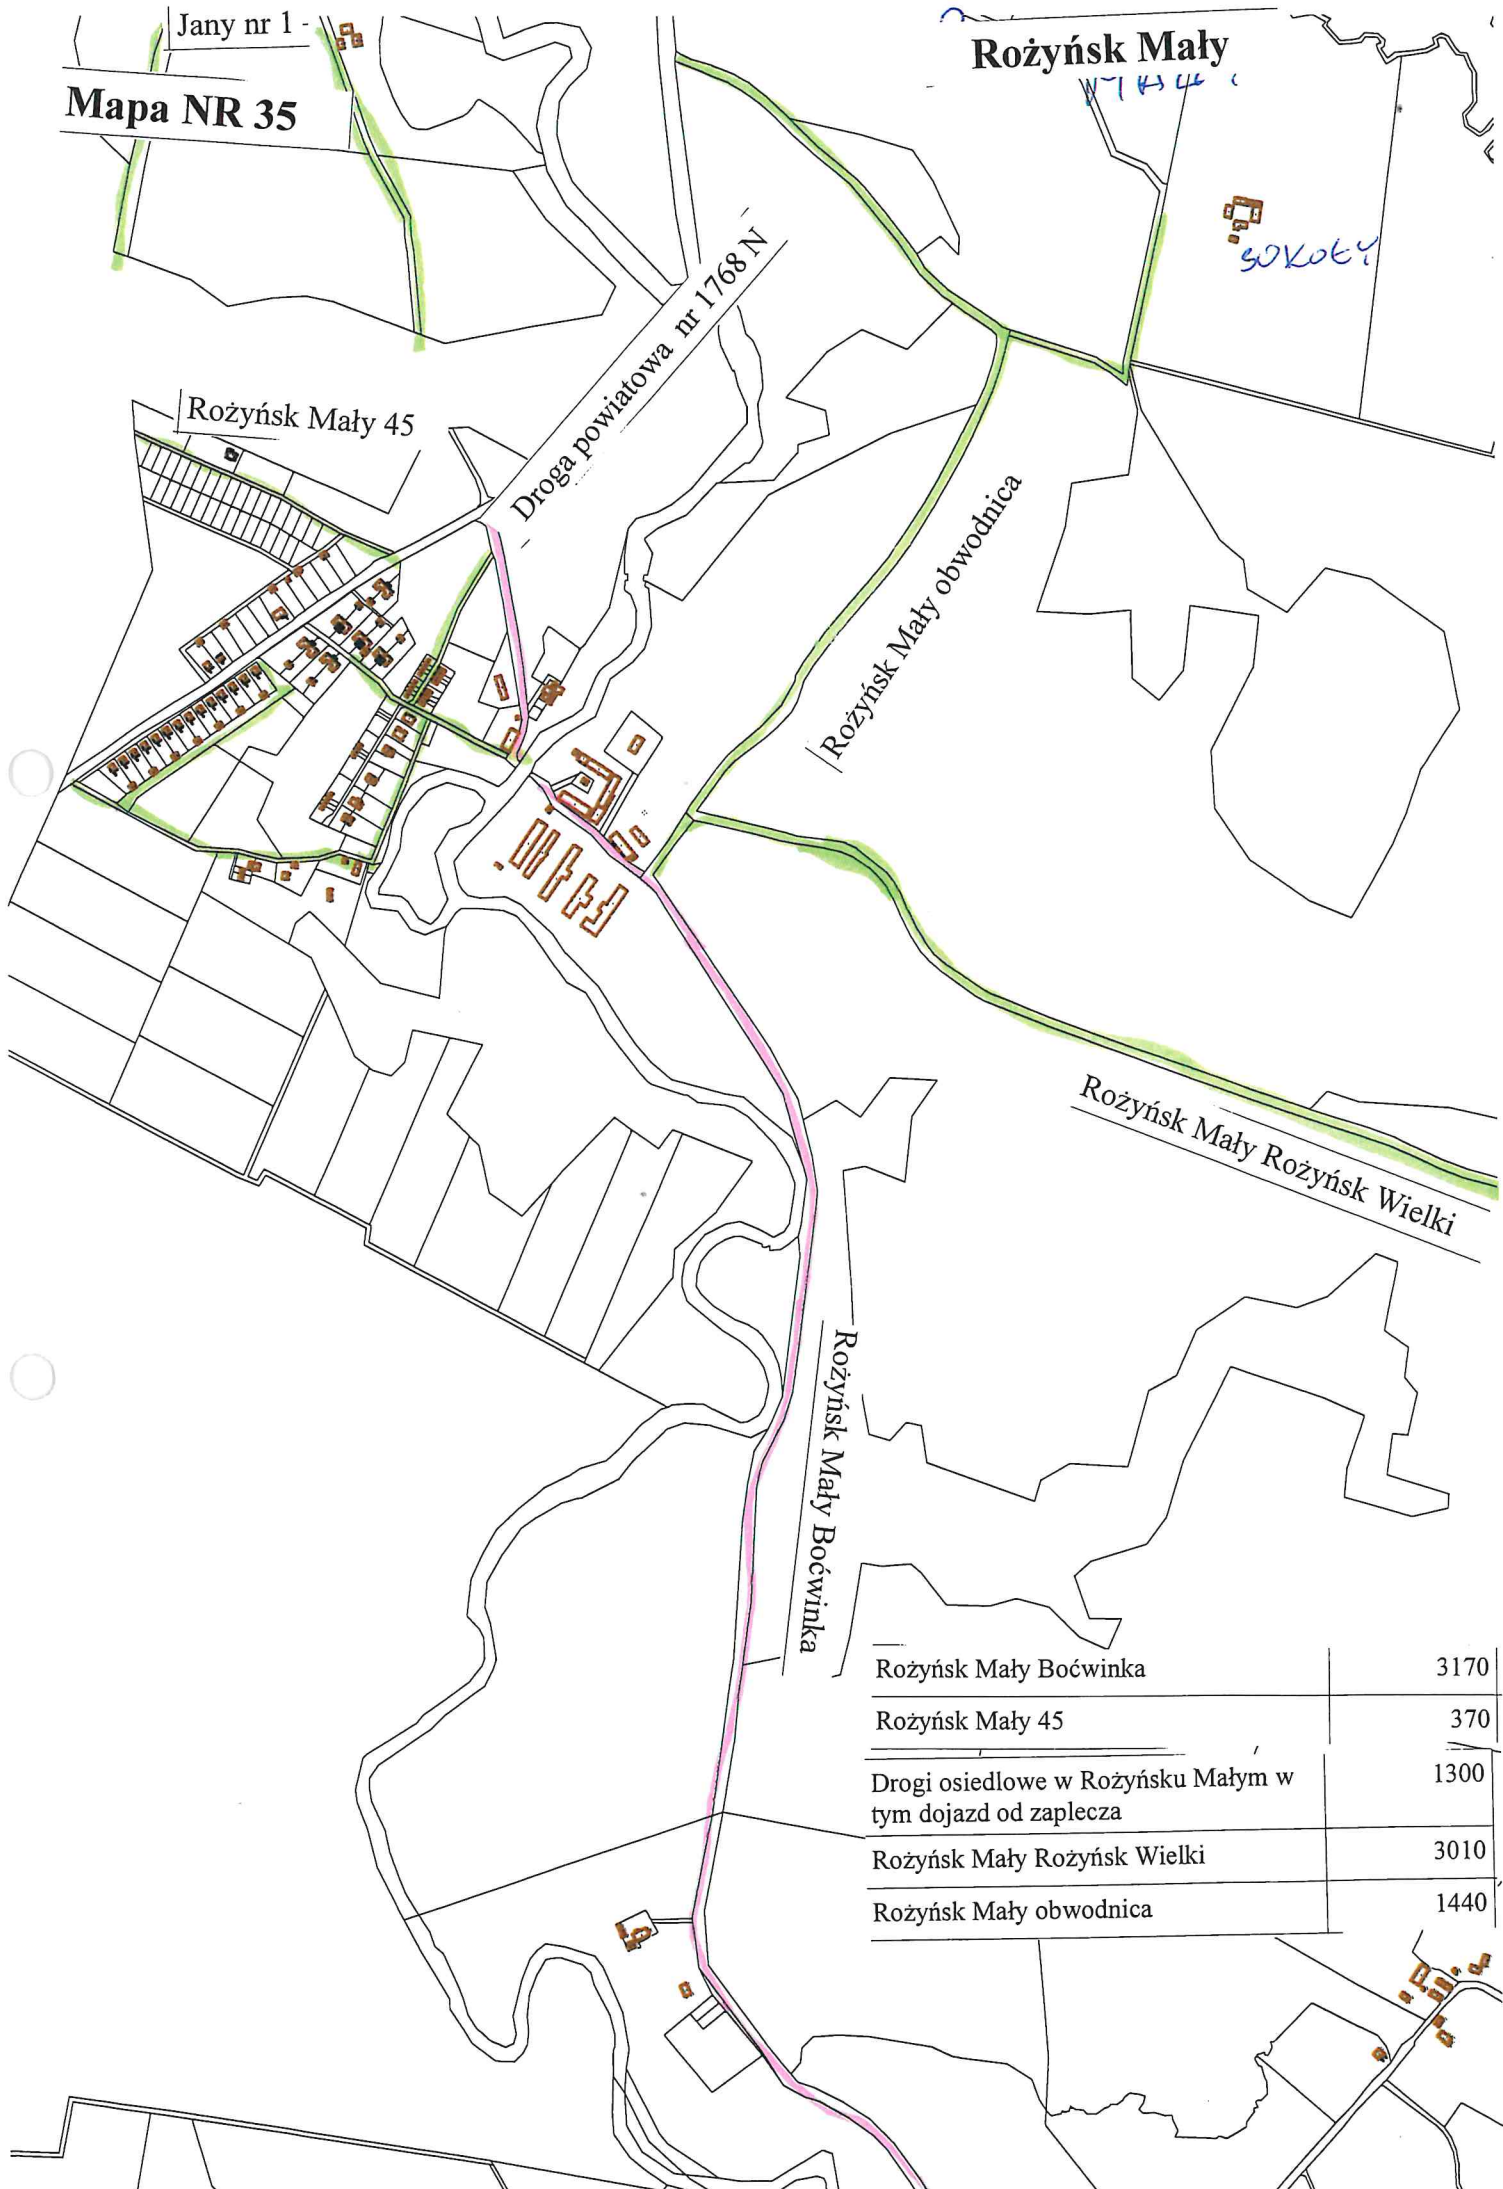 Jany nr 1 -
Rożyńsk Mały
Mapa NR 35
SOKOŁY
Droga powiatowa nr 1768 N
Rożyńsk Mały 45
Rożyńsk Mały obwodnica
Rożyńsk Mały Rożyńsk Wielki
Rożyńsk Mały Boćwinka
Rożyńsk Mały Boćwinka 3170
Rożyńsk Mały 45 370
Drogi osiedlowe w Rożyńsku Małym w 1300
tym dojazd od zaplecza
Rożyńsk Mały Rożyńsk Wielki 3010
Rożyńsk Mały obwodnica 1440